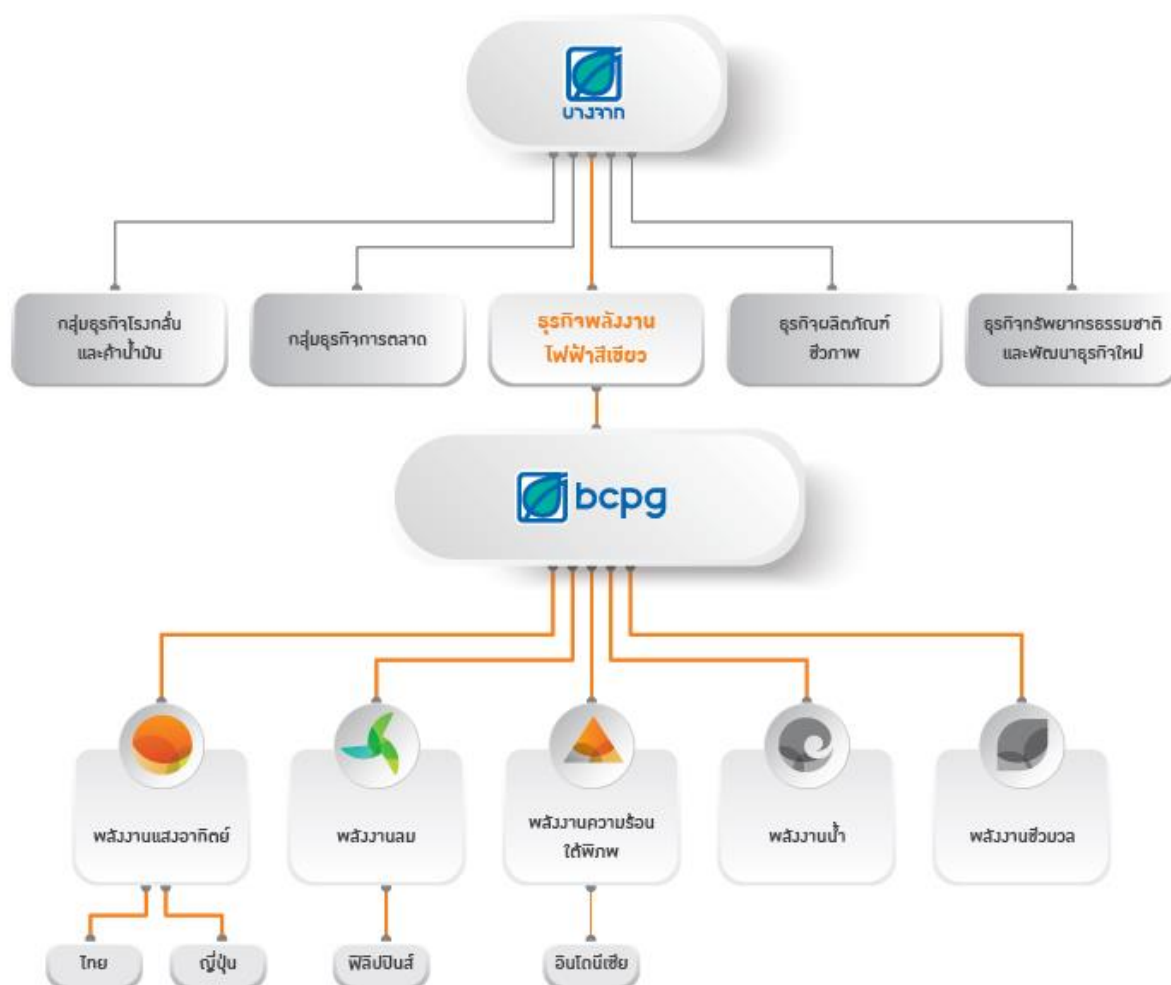 บางจาก
กลุ่มธุรกิจโรงกลั่น
และค้าน้ำมัน
กลุ่มธุรกิจการตลาด
ธุรกิจพลังงาน
ไฟฟ้าสีเขียว
ธุรกิจผลิตภัณฑ์
ชีวภาพ
ธุรกิจทรัพยากรธรรมชาติ
และพัฒนาธุรกิจใหม่
bcpg
พลังงานแสงอาทิตย์
พลังงานลม
พลังงานความร้อน
ใต้พิภพ
พลังงานน้ำ
พลังงานชีวมวล
ไทย
ญี่ปุ่น
ฟิลิปปินส์
อินโดนีเซีย